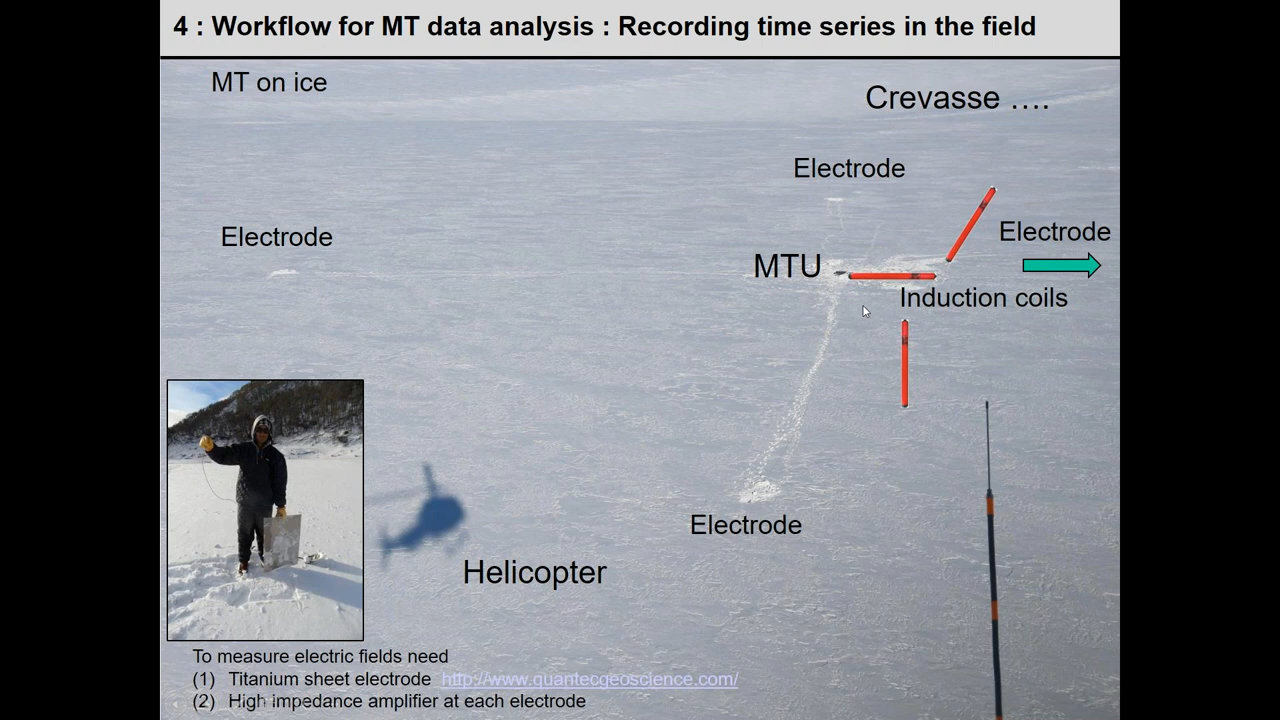 4 : Workflow for MT data analysis : Recording time series in the field
MT on ice
Crevasse ….
Electrode
Electrode
Electrode
MTU
Induction coils
Electrode
Helicopter
To measure electric fields need
(1) Titanium sheet electrode http://www.quantecgeoscience.com/
(2) High impedance amplifier at each electrode